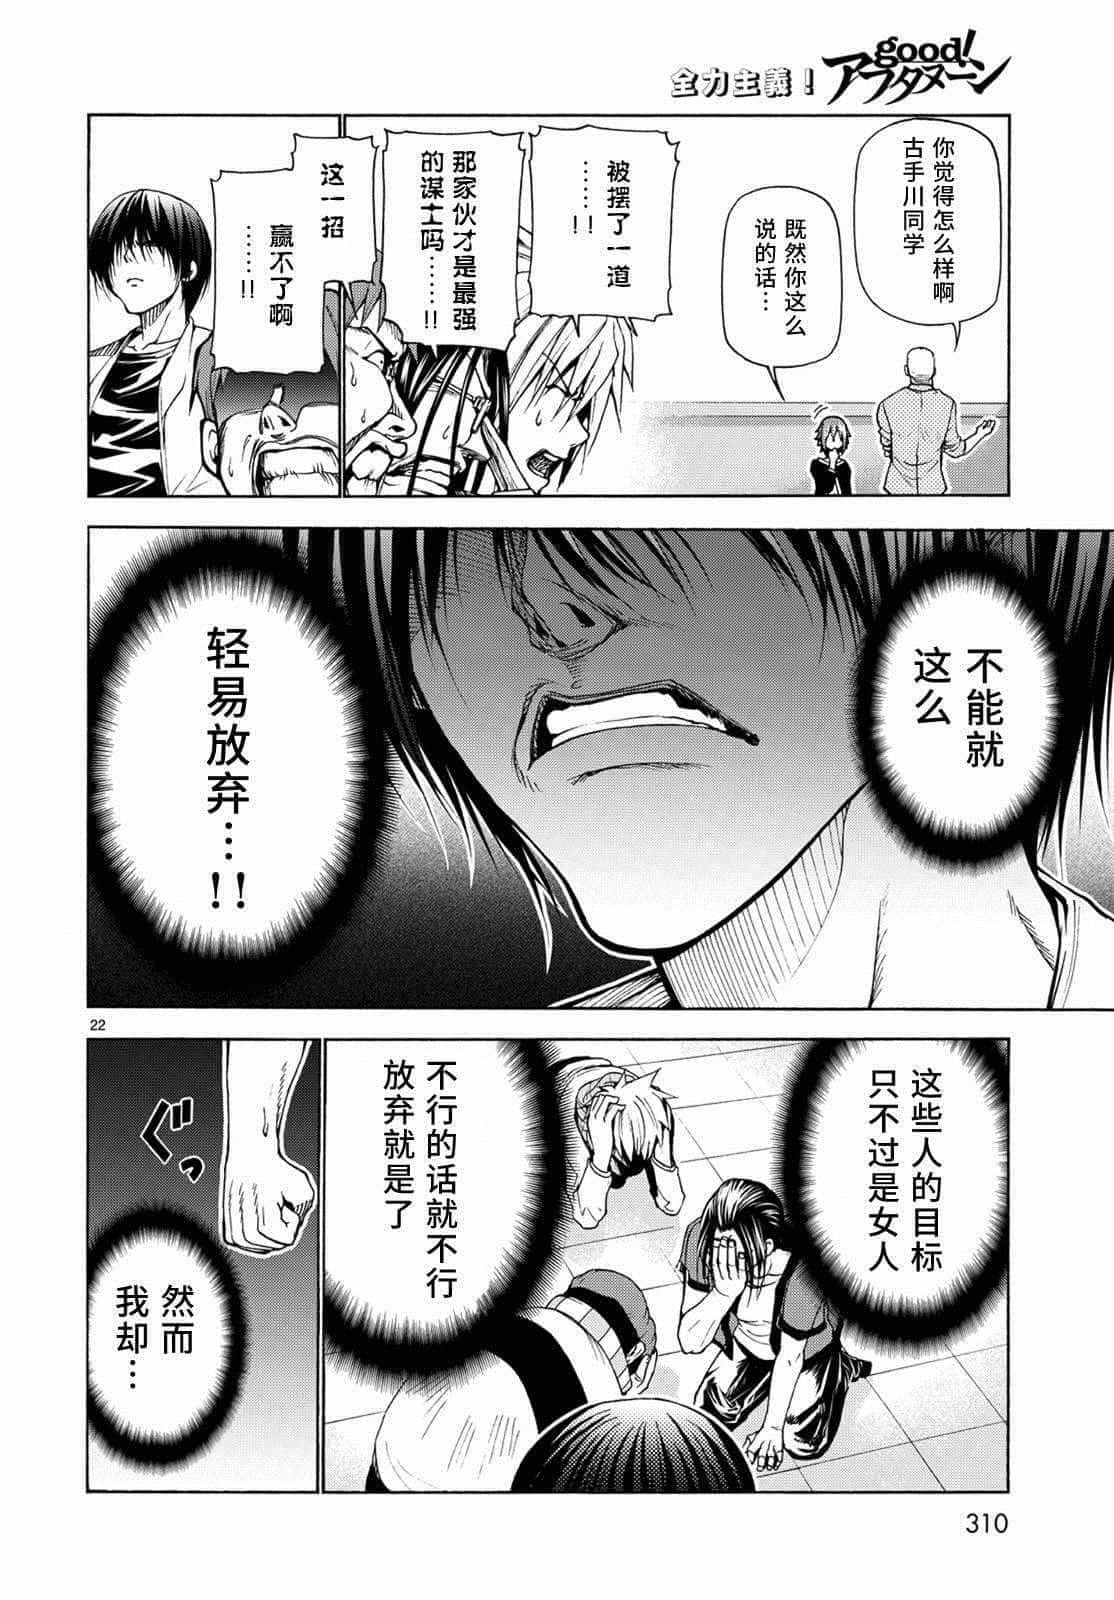 全力主義！
good!
アフタヌーン
你觉得怎么样啊
古手川同学
既然你这么
说的话…
被摆了一道
……!!
那家伙才是最强
的谋士吗……!!
这一招
赢不了啊
……!!
不能就
这么
轻易放弃…!!
22
这些人的目标
只不过是女人
不行的话就不行
放弃就是了
ぐっ
然而
我却…
310